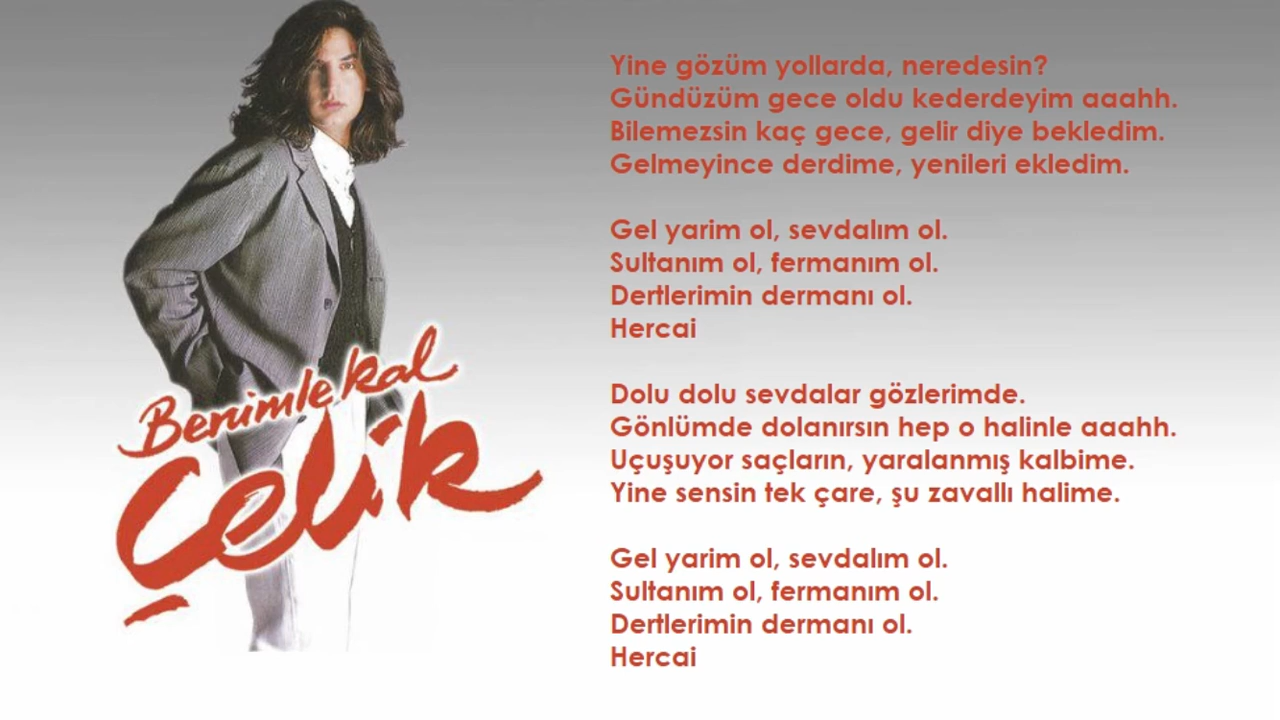 Benimle kal
Çelik
Yine gözüm yollarda, neredesin?
Gündüzüm gece oldu kederdeyim aaahh.
Bilemezsin kaç gece, gelir diye bekledim.
Gelmeyince derdime, yenileri ekledim.
Gel yarim ol, sevdalım ol.
Sultanım ol, fermanım ol.
Dertlerimin dermanı ol.
Hercai
Dolu dolu sevdalar gözlerimde.
Gönlümde dolanırsın hep o halinle aaahh.
Uçuşuyor saçların, yaralanmış kalbime.
Yine sensin tek çare, şu zavallı halime.
Gel yarim ol, sevdalım ol.
Sultanım ol, fermanım ol.
Dertlerimin dermanı ol.
Hercai